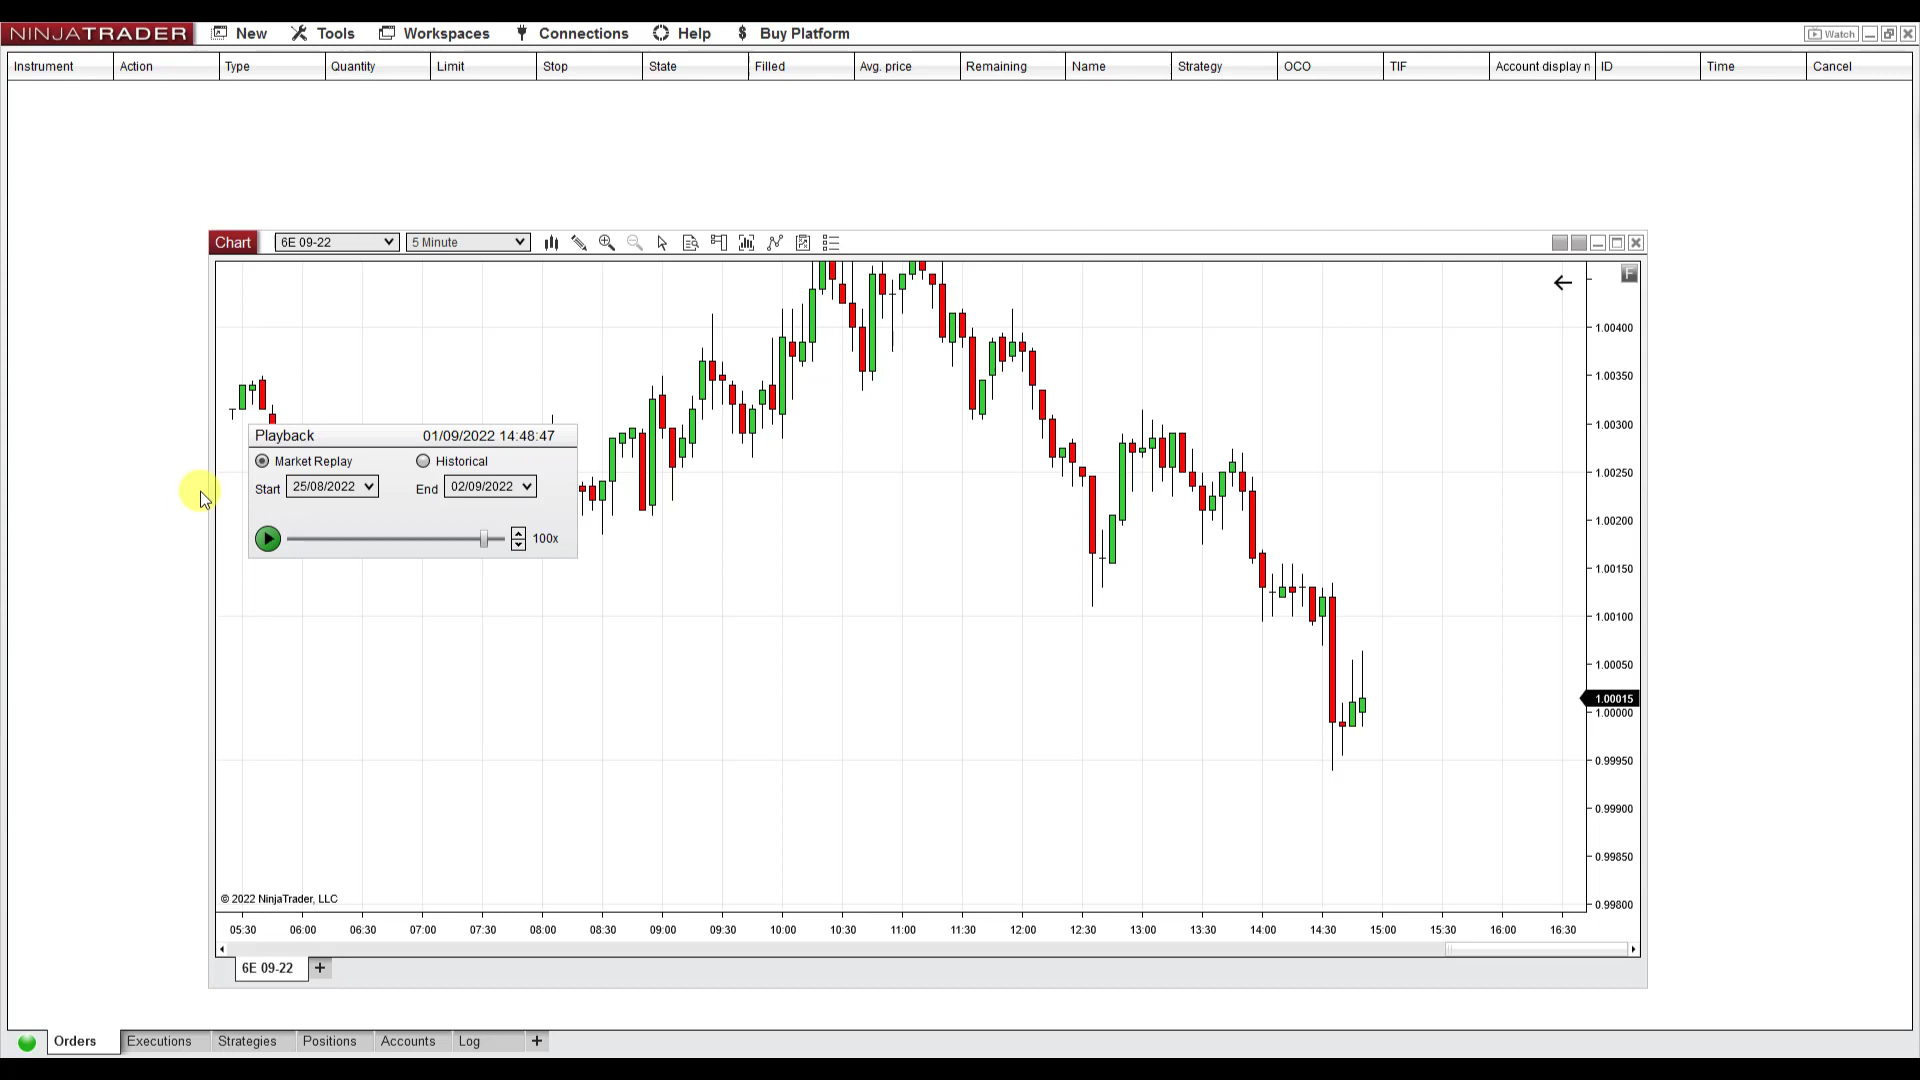 NINJATRADER New Tools Workspaces Connections Help $ Buy Platform Watch
Instrument Action Type Quantity Limit Stop State Filled Avg. price Remaining Name Strategy OCO TIF Account display n ID Time Cancel
Chart 6E 09-22 5 Minute
F
1.00400
1.00350
1.00300
1.00250
1.00200
1.00150
1.00100
1.00050
1.00015
1.00000
0.99950
0.99900
0.99850
0.99800
Playback 01/09/2022 14:48:47
Market Replay Historical
Start 25/08/2022 End 02/09/2022
100x
© 2022 NinjaTrader, LLC
05:30 06:00 06:30 07:00 07:30 08:00 08:30 09:00 09:30 10:00 10:30 11:00 11:30 12:00 12:30 13:00 13:30 14:00 14:30 15:00 15:30 16:00 16:30
6E 09-22 +
Orders Executions Strategies Positions Accounts Log +